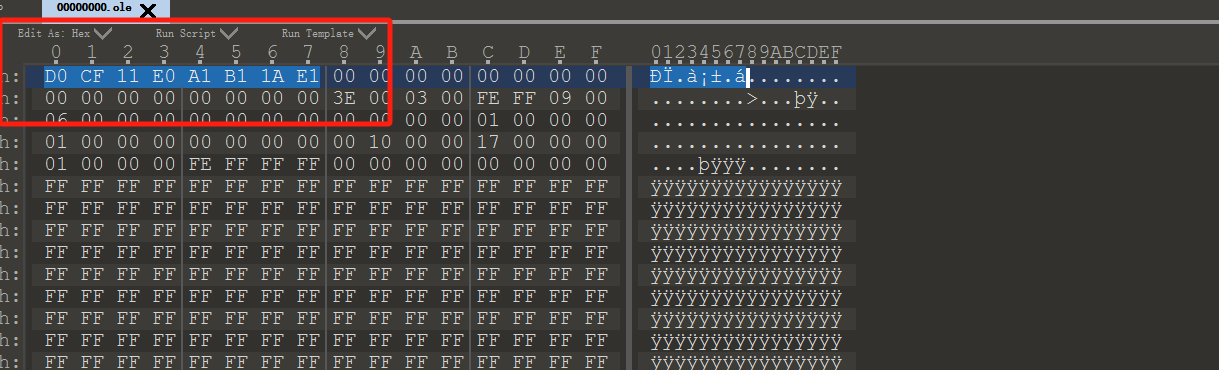 00000000.ole
Edit As: Hex Run Script Run Template
0 1 2 3 4 5 6 7 8 9 A B C D E F 0123456789ABCDEF
h: D0 CF 11 E0 A1 B1 1A E1 00 00 00 00 00 00 00 00 ÐÏ.à¡±.á........
h: 00 00 00 00 00 00 00 00 3E 00 03 00 FE FF 09 00 ........>...þÿ..
06 00 00 00 00 00 00 00 00 00 00 00 01 00 00 00 ................
h: 01 00 00 00 00 00 00 00 00 10 00 00 17 00 00 00 ................
h: 01 00 00 00 FE FF FF FF 00 00 00 00 00 00 00 00 ....þÿÿÿ........
h: FF FF FF FF FF FF FF FF FF FF FF FF FF FF FF FF ÿÿÿÿÿÿÿÿÿÿÿÿÿÿÿÿ
h: FF FF FF FF FF FF FF FF FF FF FF FF FF FF FF FF ÿÿÿÿÿÿÿÿÿÿÿÿÿÿÿÿ
h: FF FF FF FF FF FF FF FF FF FF FF FF FF FF FF FF ÿÿÿÿÿÿÿÿÿÿÿÿÿÿÿÿ
h: FF FF FF FF FF FF FF FF FF FF FF FF FF FF FF FF ÿÿÿÿÿÿÿÿÿÿÿÿÿÿÿÿ
h: FF FF FF FF FF FF FF FF FF FF FF FF FF FF FF FF ÿÿÿÿÿÿÿÿÿÿÿÿÿÿÿÿ
h: FF FF FF FF FF FF FF FF FF FF FF FF FF FF FF FF ÿÿÿÿÿÿÿÿÿÿÿÿÿÿÿÿ
h: FF FF FF FF FF FF FF FF FF FF FF FF FF FF FF FF ÿÿÿÿÿÿÿÿÿÿÿÿÿÿÿÿ
h: FF FF FF FF FF FF FF FF FF FF FF FF FF FF FF FF ÿÿÿÿÿÿÿÿÿÿÿÿÿÿÿÿ
h: FF FF FF FF FF FF FF FF FF FF FF FF FF FF FF FF ÿÿÿÿÿÿÿÿÿÿÿÿÿÿÿÿ